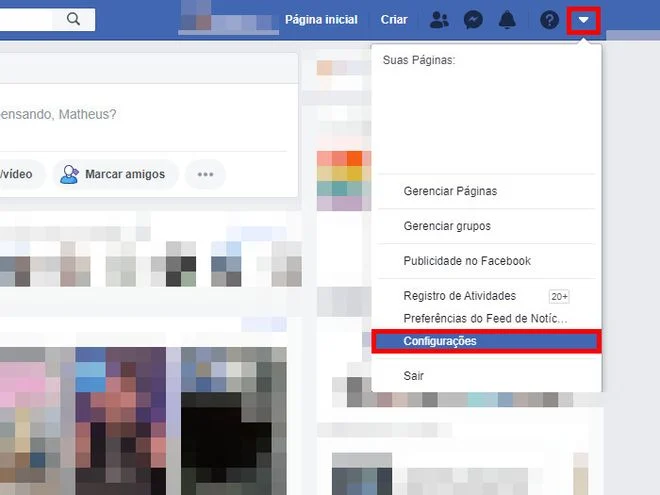 Página inicial
Criar
Suas Páginas:
ensando, Matheus?
/vídeo
Marcar amigos
Gerenciar Páginas
Gerenciar grupos
Publicidade no Facebook
Registro de Atividades 20+
Preferências do Feed de Notíc...
Configurações
Sair